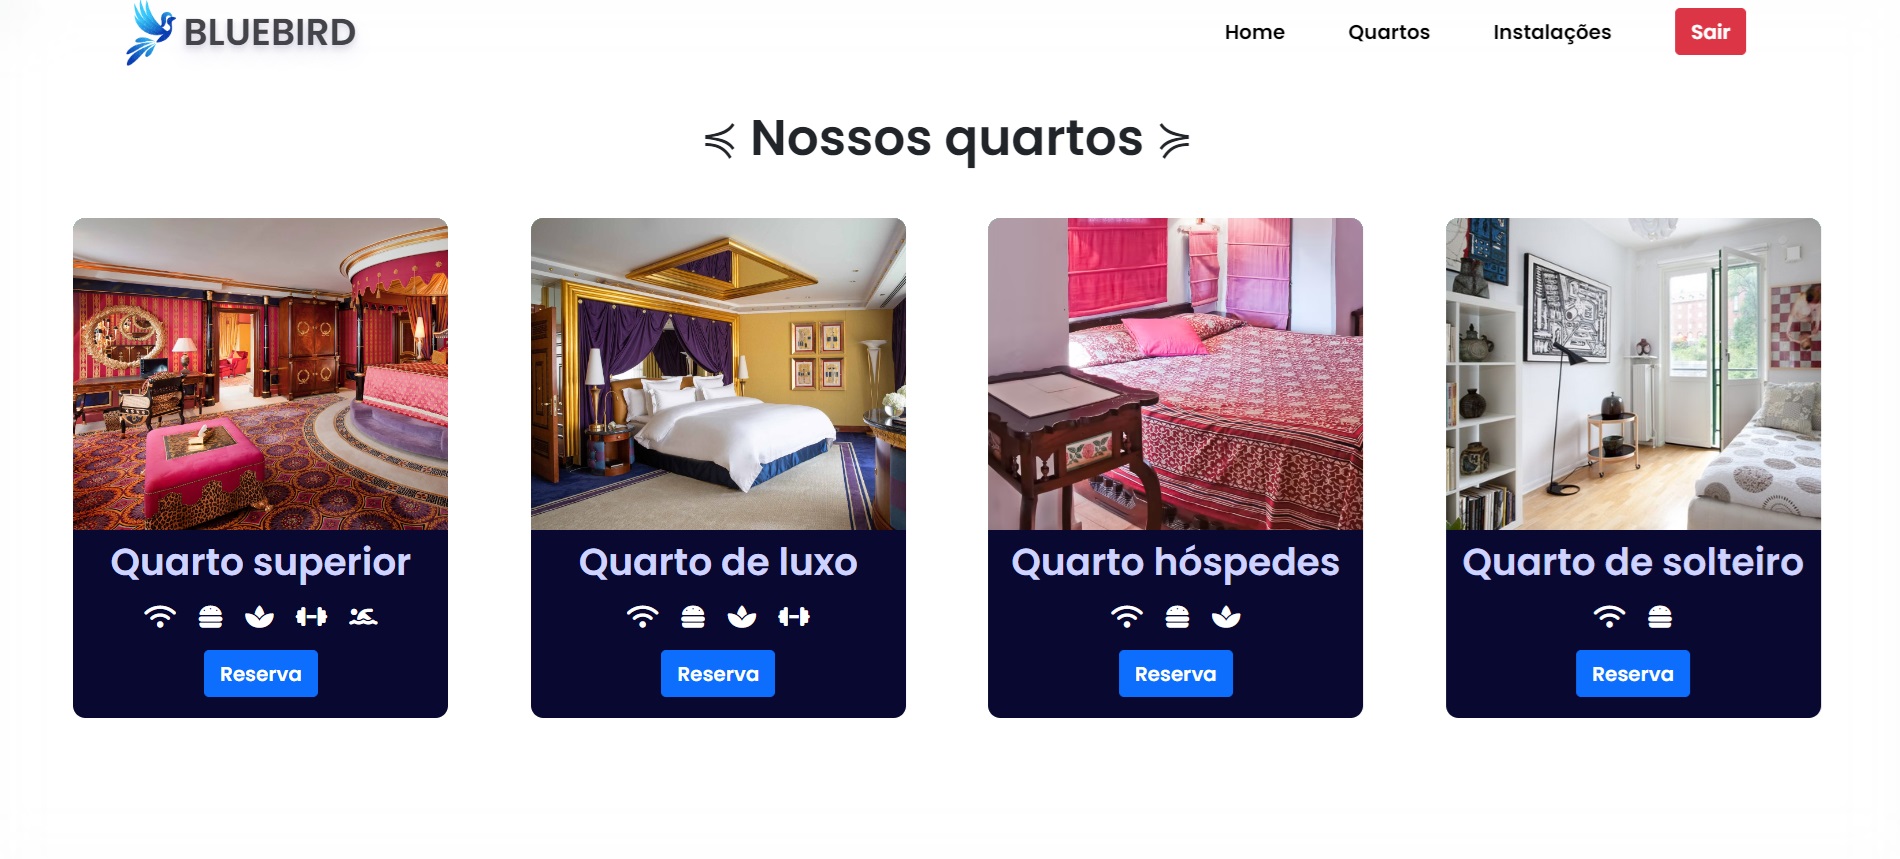 BLUEBIRD
Home Quartos Instalações Sair
≼ Nossos quartos ≽
Quarto superior
Reserva
Quarto de luxo
Reserva
Quarto hóspedes
Reserva
Quarto de solteiro
Reserva